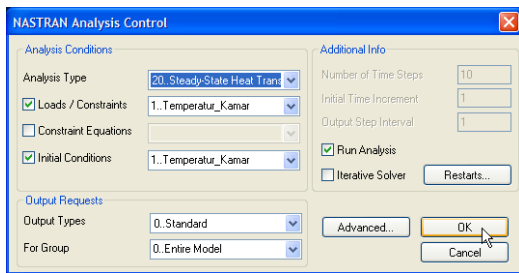 NASTRAN Analysis Control
Analysis Conditions
Analysis Type
20..Steady-State Heat Trans
Loads / Constraints
1..Temperatur_Kamar
Constraint Equations
Initial Conditions
1..Temperatur_Kamar
Output Requests
Output Types
0..Standard
For Group
0..Entire Model
Additional Info
Number of Time Steps
10
Initial Time Increment
1
Output Step Interval
1
Run Analysis
Iterative Solver
Restarts...
Advanced...
OK
Cancel